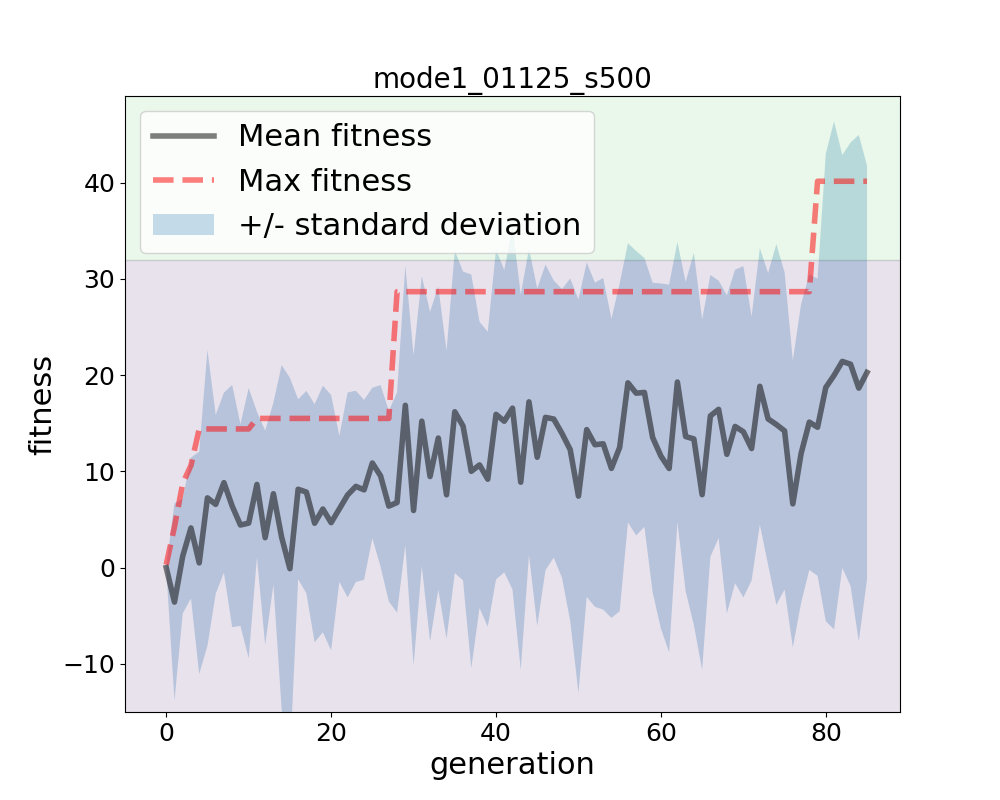 mode1_01125_s500
Mean fitness
Max fitness
+/- standard deviation
fitness
40
30
20
10
0
−10
0 20 40 60 80
generation